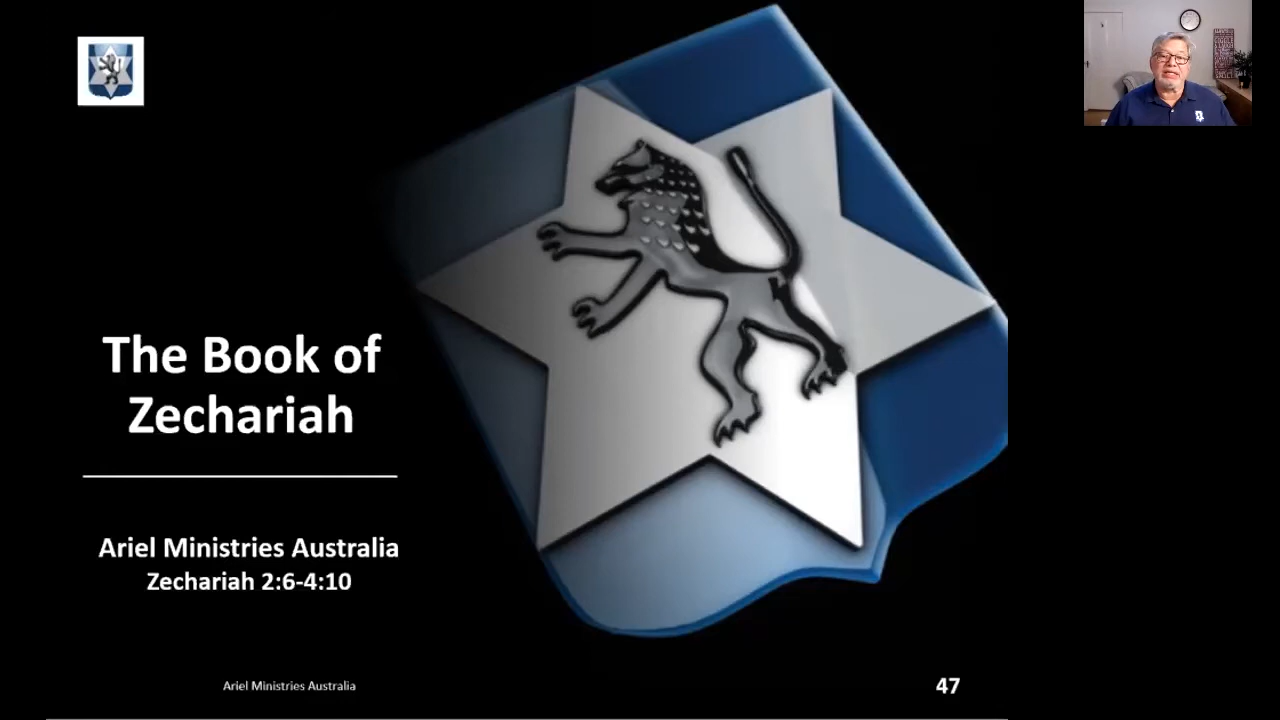 The Book of
Zechariah
Ariel Ministries Australia
Zechariah 2:6-4:10
Ariel Ministries Australia
47